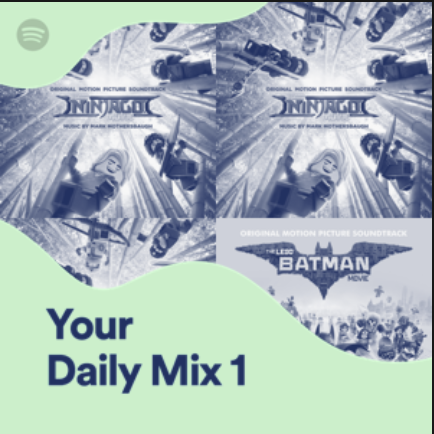 ORIGINAL MOTION PICTURE SOUNDTRACK
NINJAGO
MUSIC BY MARK MOTHERSBAUGH
ORIGINAL MOTION PICTURE SOUNDTRACK
NINJAGO
MUSIC BY MARK MOTHERSBAUGH
ORIGINAL MOTION PICTURE SOUNDTRACK
THE LEGO
BATMAN
MOVIE
Your
Daily Mix 1